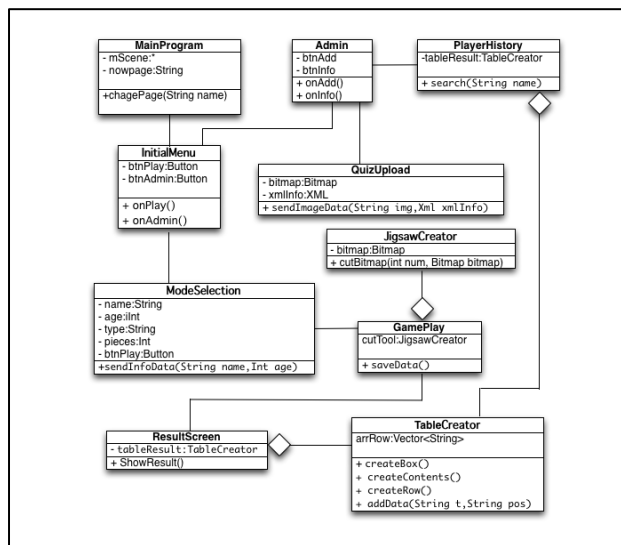 MainProgram
- mScene:*
- nowpage:String
+chagePage(String name)
Admin
- btnAdd
- btnInfo
+ onAdd()
+ onInfo()
PlayerHistory
-tableResult:TableCreator
+ search(String name)
InitialMenu
- btnPlay:Button
- btnAdmin:Button
+ onPlay()
+ onAdmin()
QuizUpload
- bitmap:Bitmap
- xmlInfo:XML
+ sendImageData(String img,Xml xmlInfo)
JigsawCreator
- bitmap:Bitmap
+ cutBitmap(int num, Bitmap bitmap)
ModeSelection
- name:String
- age:iInt
- type:String
- pieces:Int
- btnPlay:Button
+sendInfoData(String name,Int age)
GamePlay
cutTool:JigsawCreator
+ saveData()
ResultScreen
- tableResult:TableCreator
+ ShowResult()
TableCreator
arrRow:Vector<String>
+ createBox()
+ createContents()
+ createRow()
+ addData(String t,String pos)